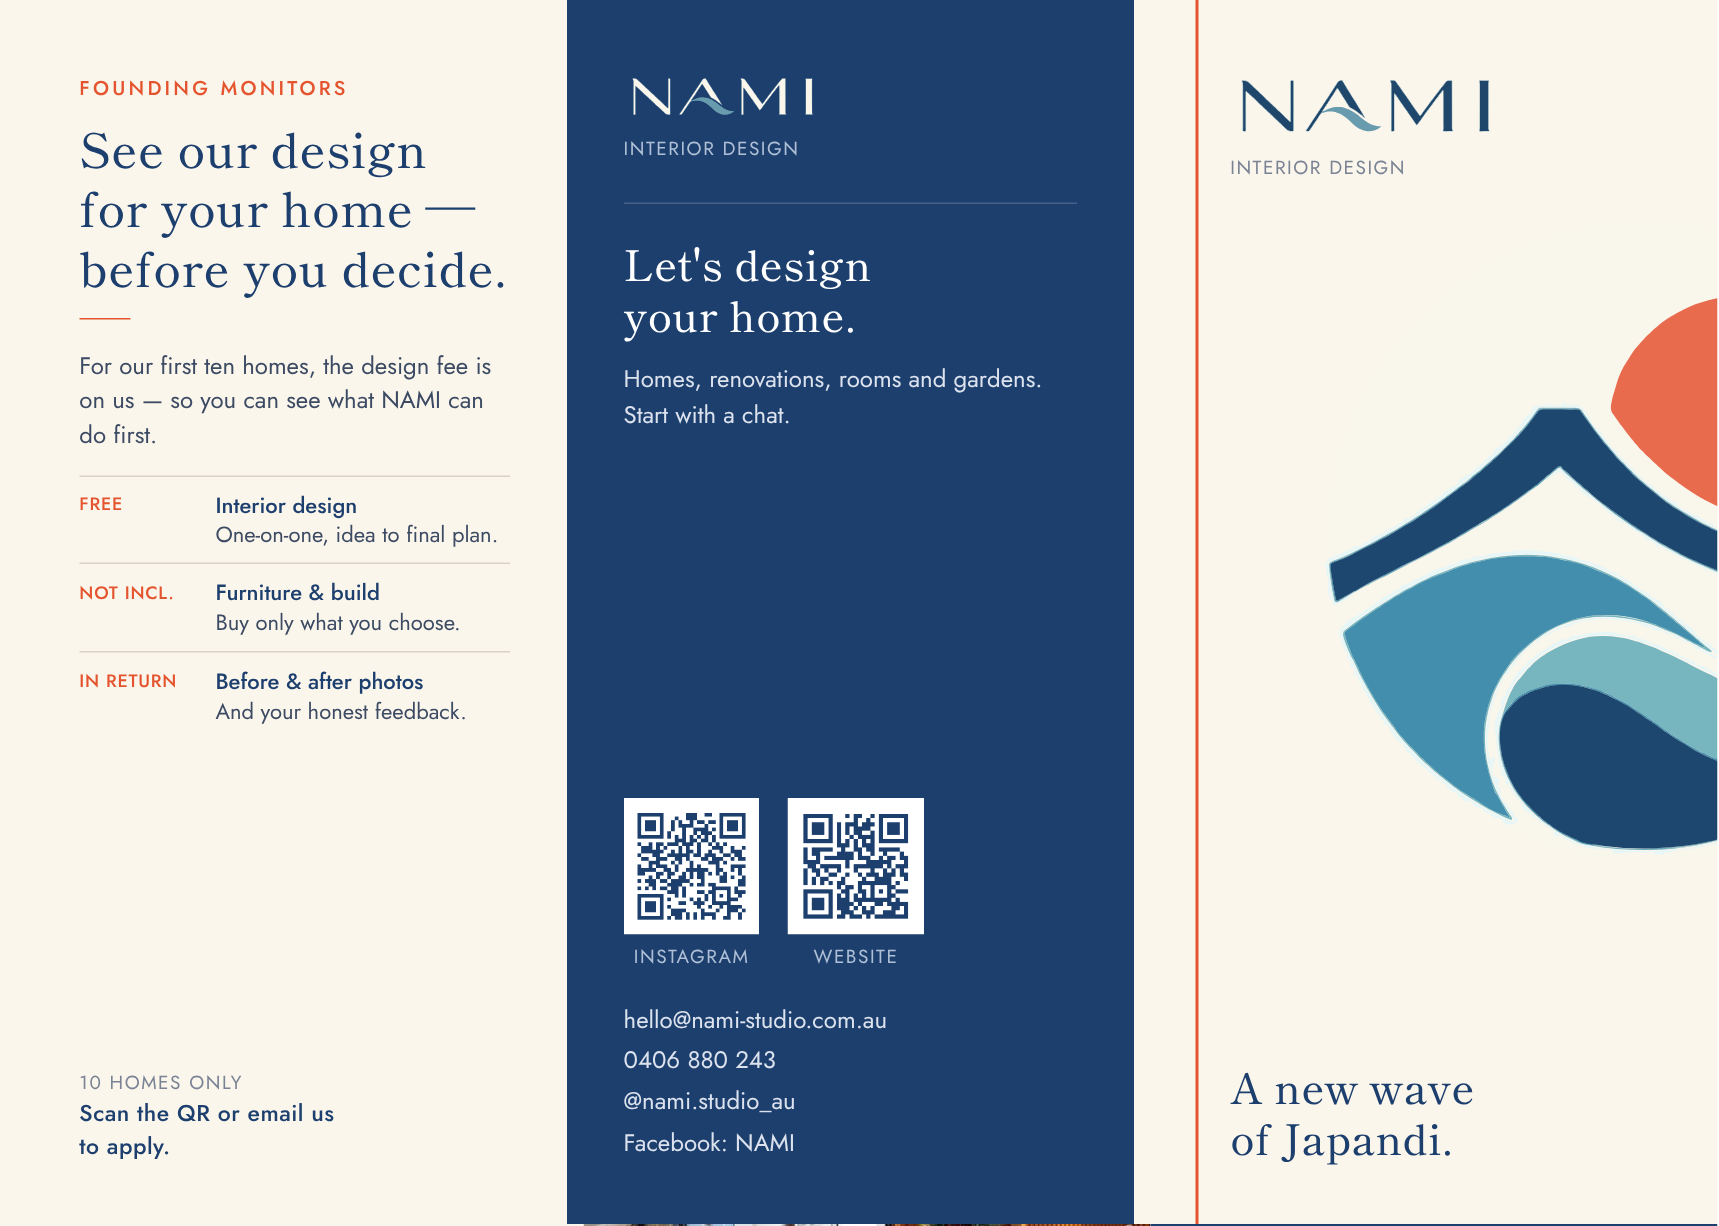 FOUNDING MONITORS
See our design
for your home —
before you decide.
For our first ten homes, the design fee is
on us — so you can see what NAMI can
do first.
FREE
Interior design
One-on-one, idea to final plan.
NOT INCL.
Furniture & build
Buy only what you choose.
IN RETURN
Before & after photos
And your honest feedback.
10 HOMES ONLY
Scan the QR or email us
to apply.
NAMI
INTERIOR DESIGN
Let's design
your home.
Homes, renovations, rooms and gardens.
Start with a chat.
INSTAGRAM
WEBSITE
hello@nami-studio.com.au
0406 880 243
@nami.studio_au
Facebook: NAMI
NAMI
INTERIOR DESIGN
A new wave
of Japandi.